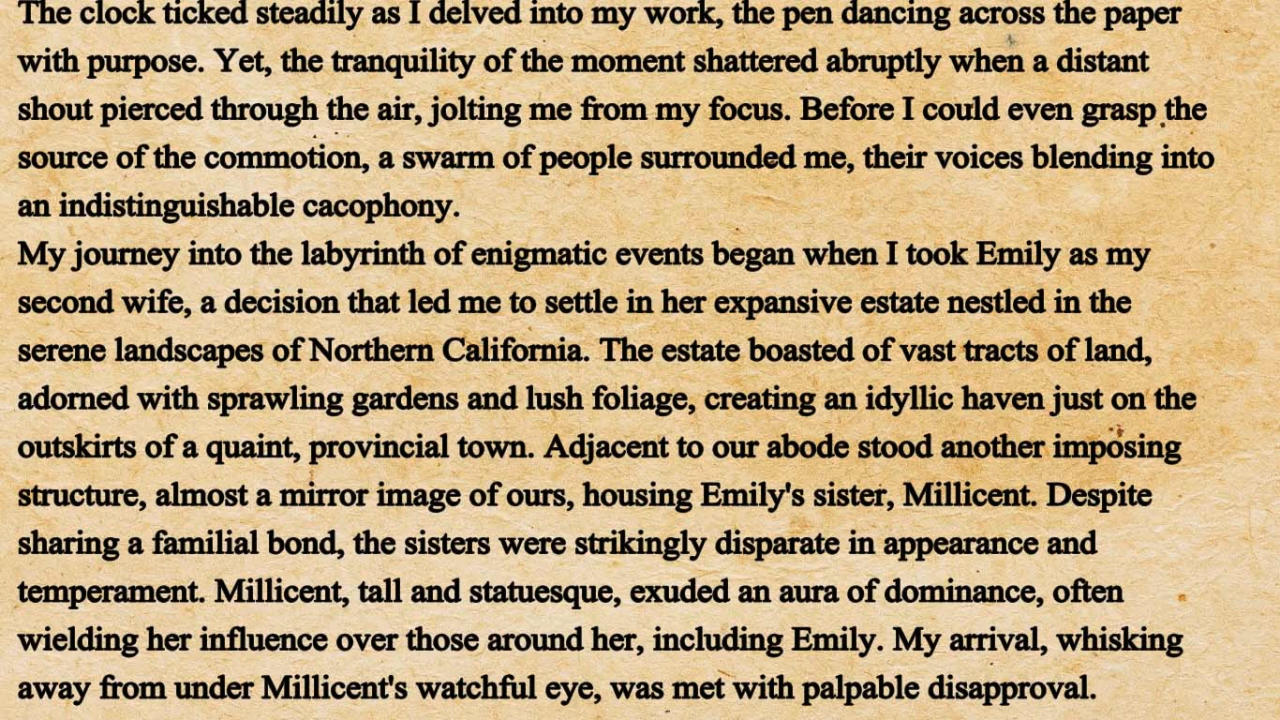 The clock ticked steadily as I delved into my work, the pen dancing across the paper
with purpose. Yet, the tranquility of the moment shattered abruptly when a distant
shout pierced through the air, jolting me from my focus. Before I could even grasp the
source of the commotion, a swarm of people surrounded me, their voices blending into
an indistinguishable cacophony.
My journey into the labyrinth of enigmatic events began when I took Emily as my
second wife, a decision that led me to settle in her expansive estate nestled in the
serene landscapes of Northern California. The estate boasted of vast tracts of land,
adorned with sprawling gardens and lush foliage, creating an idyllic haven just on the
outskirts of a quaint, provincial town. Adjacent to our abode stood another imposing
structure, almost a mirror image of ours, housing Emily's sister, Millicent. Despite
sharing a familial bond, the sisters were strikingly disparate in appearance and
temperament. Millicent, tall and statuesque, exuded an aura of dominance, often
wielding her influence over those around her, including Emily. My arrival, whisking
away from under Millicent's watchful eye, was met with palpable disapproval.